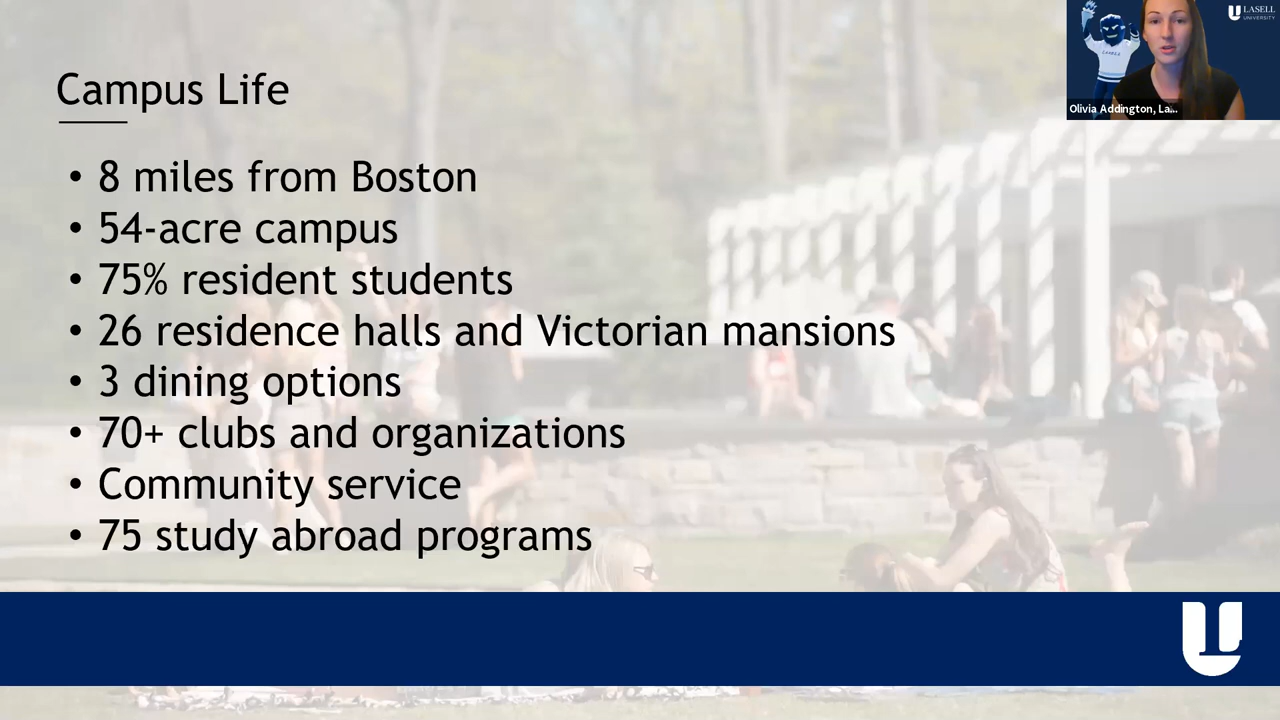 LASELL
UNIVERSITY
Campus Life
Olivia Addington, La...
• 8 miles from Boston
• 54-acre campus
• 75% resident students
• 26 residence halls and Victorian mansions
• 3 dining options
• 70+ clubs and organizations
• Community service
• 75 study abroad programs